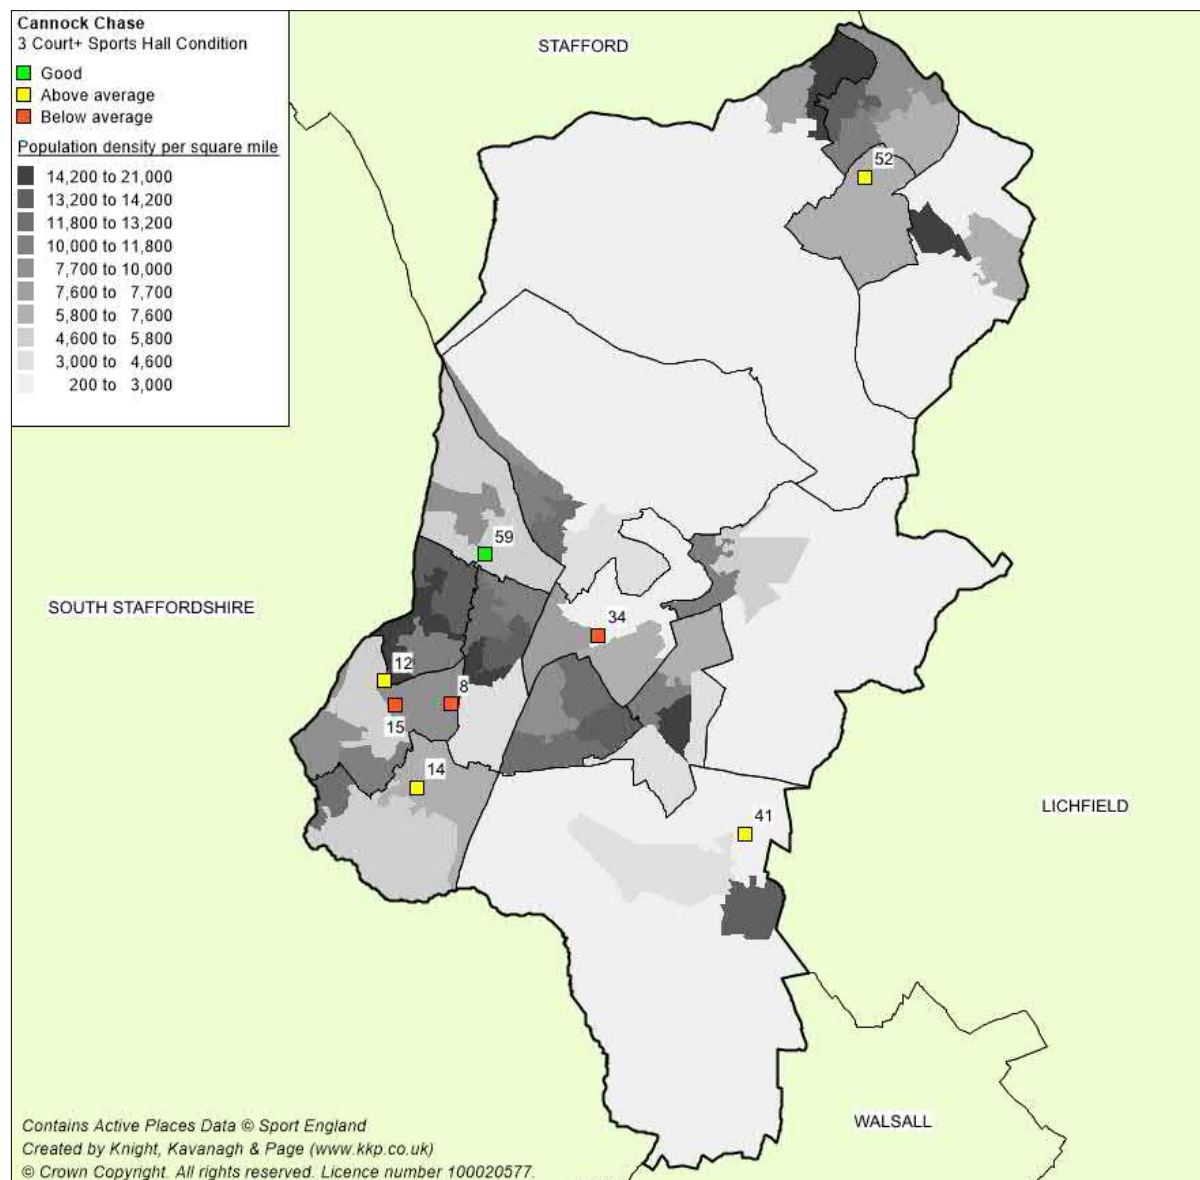 Cannock Chase
3 Court+ Sports Hall Condition
Good
Above average
Below average
Population density per square mile
14,200 to 21,000
13,200 to 14,200
11,800 to 13,200
10,000 to 11,800
7,700 to 10,000
7,600 to 7,700
5,800 to 7,600
4,600 to 5,800
3,000 to 4,600
200 to 3,000
STAFFORD
52
59
SOUTH STAFFORDSHIRE
34
12
8
15
14
LICHFIELD
41
WALSALL
Contains Active Places Data © Sport England
Created by Knight, Kavanagh & Page (www.kkp.co.uk)
© Crown Copyright. All rights reserved. Licence number 100020577.